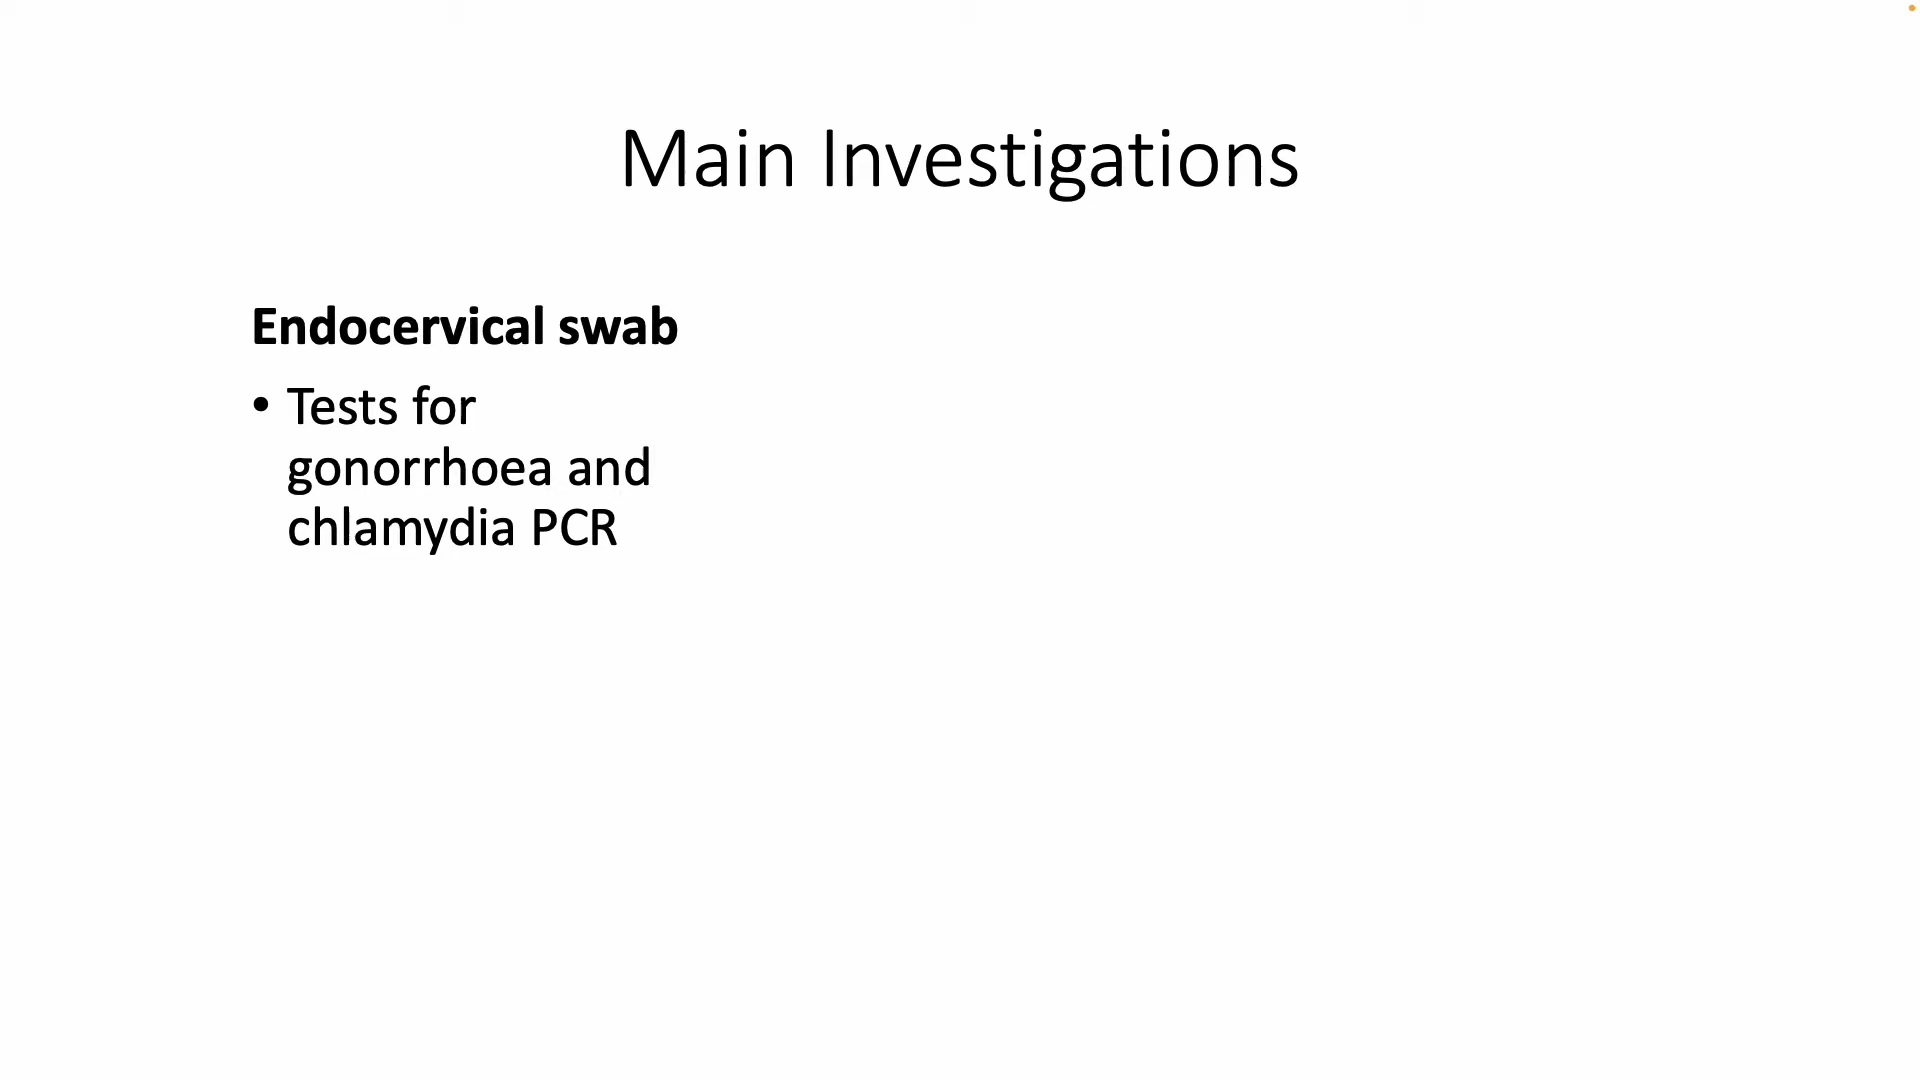 Main Investigations
Endocervical swab
• Tests for
gonorrhoea and
chlamydia PCR